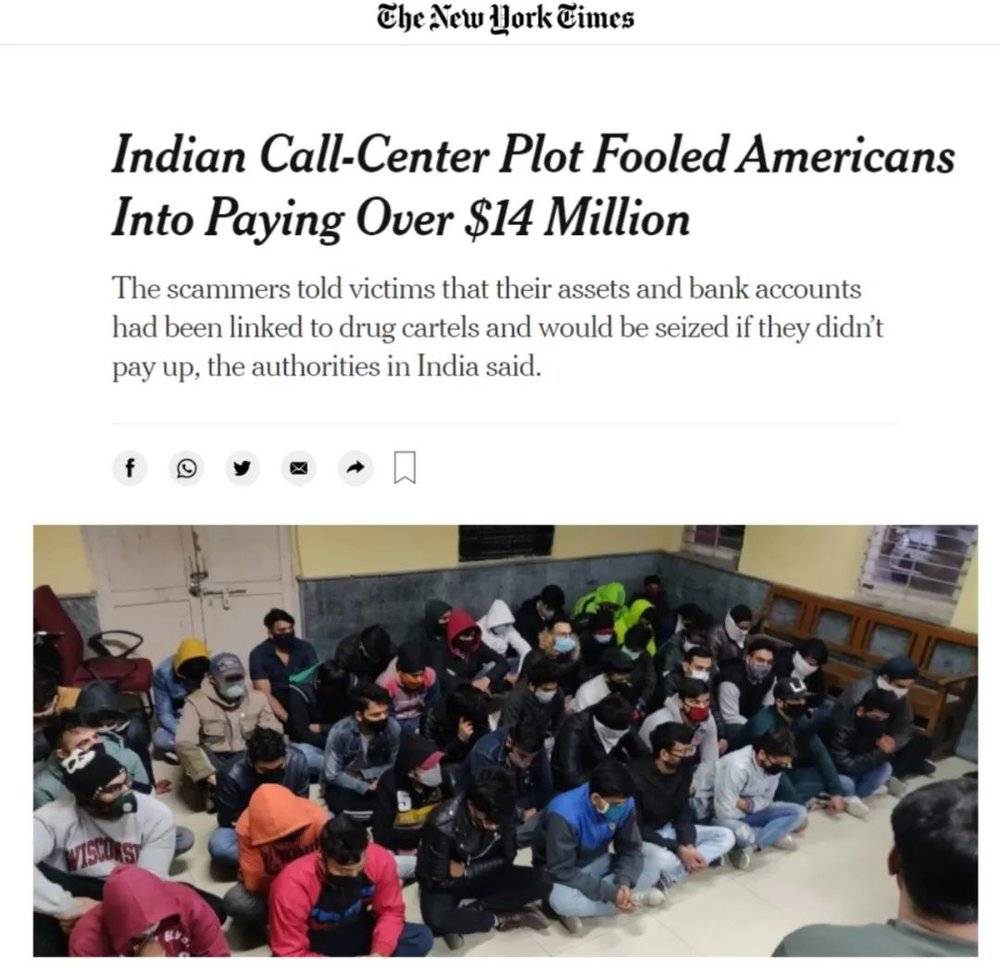 The New York Times
Indian Call-Center Plot Fooled Americans
Into Paying Over $14 Million
The scammers told victims that their assets and bank accounts
had been linked to drug cartels and would be seized if they didn’t
pay up, the authorities in India said.
WISCONSI